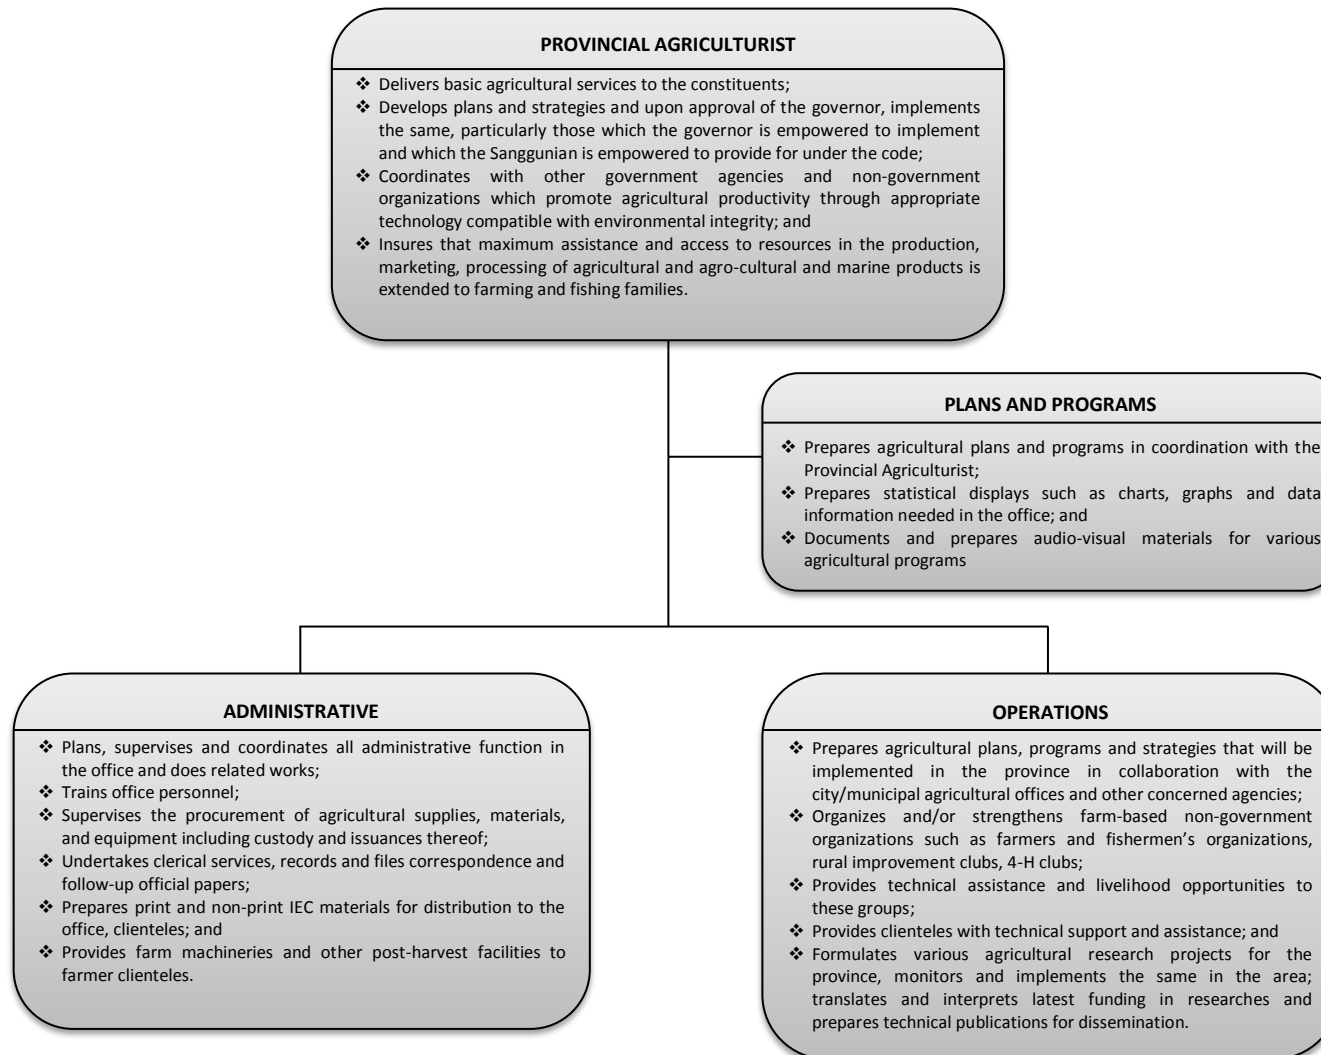 PROVINCIAL AGRICULTURIST
❖ Delivers basic agricultural services to the constituents;
❖ Develops plans and strategies and upon approval of the governor, implements
the same, particularly those which the governor is empowered to implement
and which the Sanggunian is empowered to provide for under the code;
❖ Coordinates with other government agencies and non-government
organizations which promote agricultural productivity through appropriate
technology compatible with environmental integrity; and
❖ Insures that maximum assistance and access to resources in the production,
marketing, processing of agricultural and agro-cultural and marine products is
extended to farming and fishing families.
PLANS AND PROGRAMS
❖ Prepares agricultural plans and programs in coordination with the
Provincial Agriculturist;
❖ Prepares statistical displays such as charts, graphs and data
information needed in the office; and
❖ Documents and prepares audio-visual materials for various
agricultural programs
ADMINISTRATIVE
❖ Plans, supervises and coordinates all administrative function in
the office and does related works;
❖ Trains office personnel;
❖ Supervises the procurement of agricultural supplies, materials,
and equipment including custody and issuances thereof;
❖ Undertakes clerical services, records and files correspondence and
follow-up official papers;
❖ Prepares print and non-print IEC materials for distribution to the
office, clienteles; and
❖ Provides farm machineries and other post-harvest facilities to
farmer clienteles.
OPERATIONS
❖ Prepares agricultural plans, programs and strategies that will be
implemented in the province in collaboration with the
city/municipal agricultural offices and other concerned agencies;
❖ Organizes and/or strengthens farm-based non-government
organizations such as farmers and fishermen’s organizations,
rural improvement clubs, 4-H clubs;
❖ Provides technical assistance and livelihood opportunities to
these groups;
❖ Provides clienteles with technical support and assistance; and
❖ Formulates various agricultural research projects for the
province, monitors and implements the same in the area;
translates and interprets latest funding in researches and
prepares technical publications for dissemination.